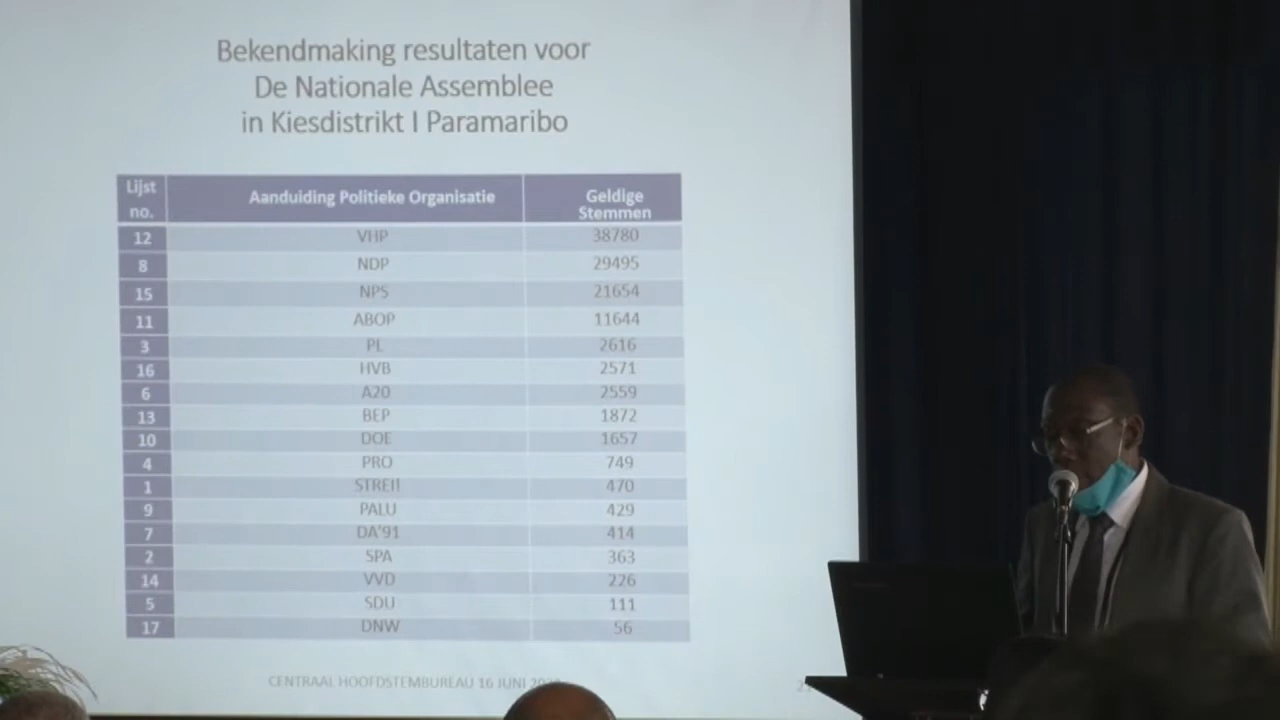 Bekendmaking resultaten voor
De Nationale Assemblee
in Kiesdistrikt I Paramaribo
Lijst no. Aanduiding Politieke Organisatie Geldige Stemmen
12 VHP 38780
8 NDP 29495
15 NPS 21654
11 ABOP 11644
3 PL 2616
16 HVB 2571
6 A20 2559
13 BEP 1872
10 DOE 1657
4 PRO 749
1 STREI! 470
9 PALU 429
7 DA'91 414
2 SPA 363
14 VVD 226
5 SDU 111
17 DNW 56
CENTRAAL HOOFDSTEMBUREAU 16 JUNI